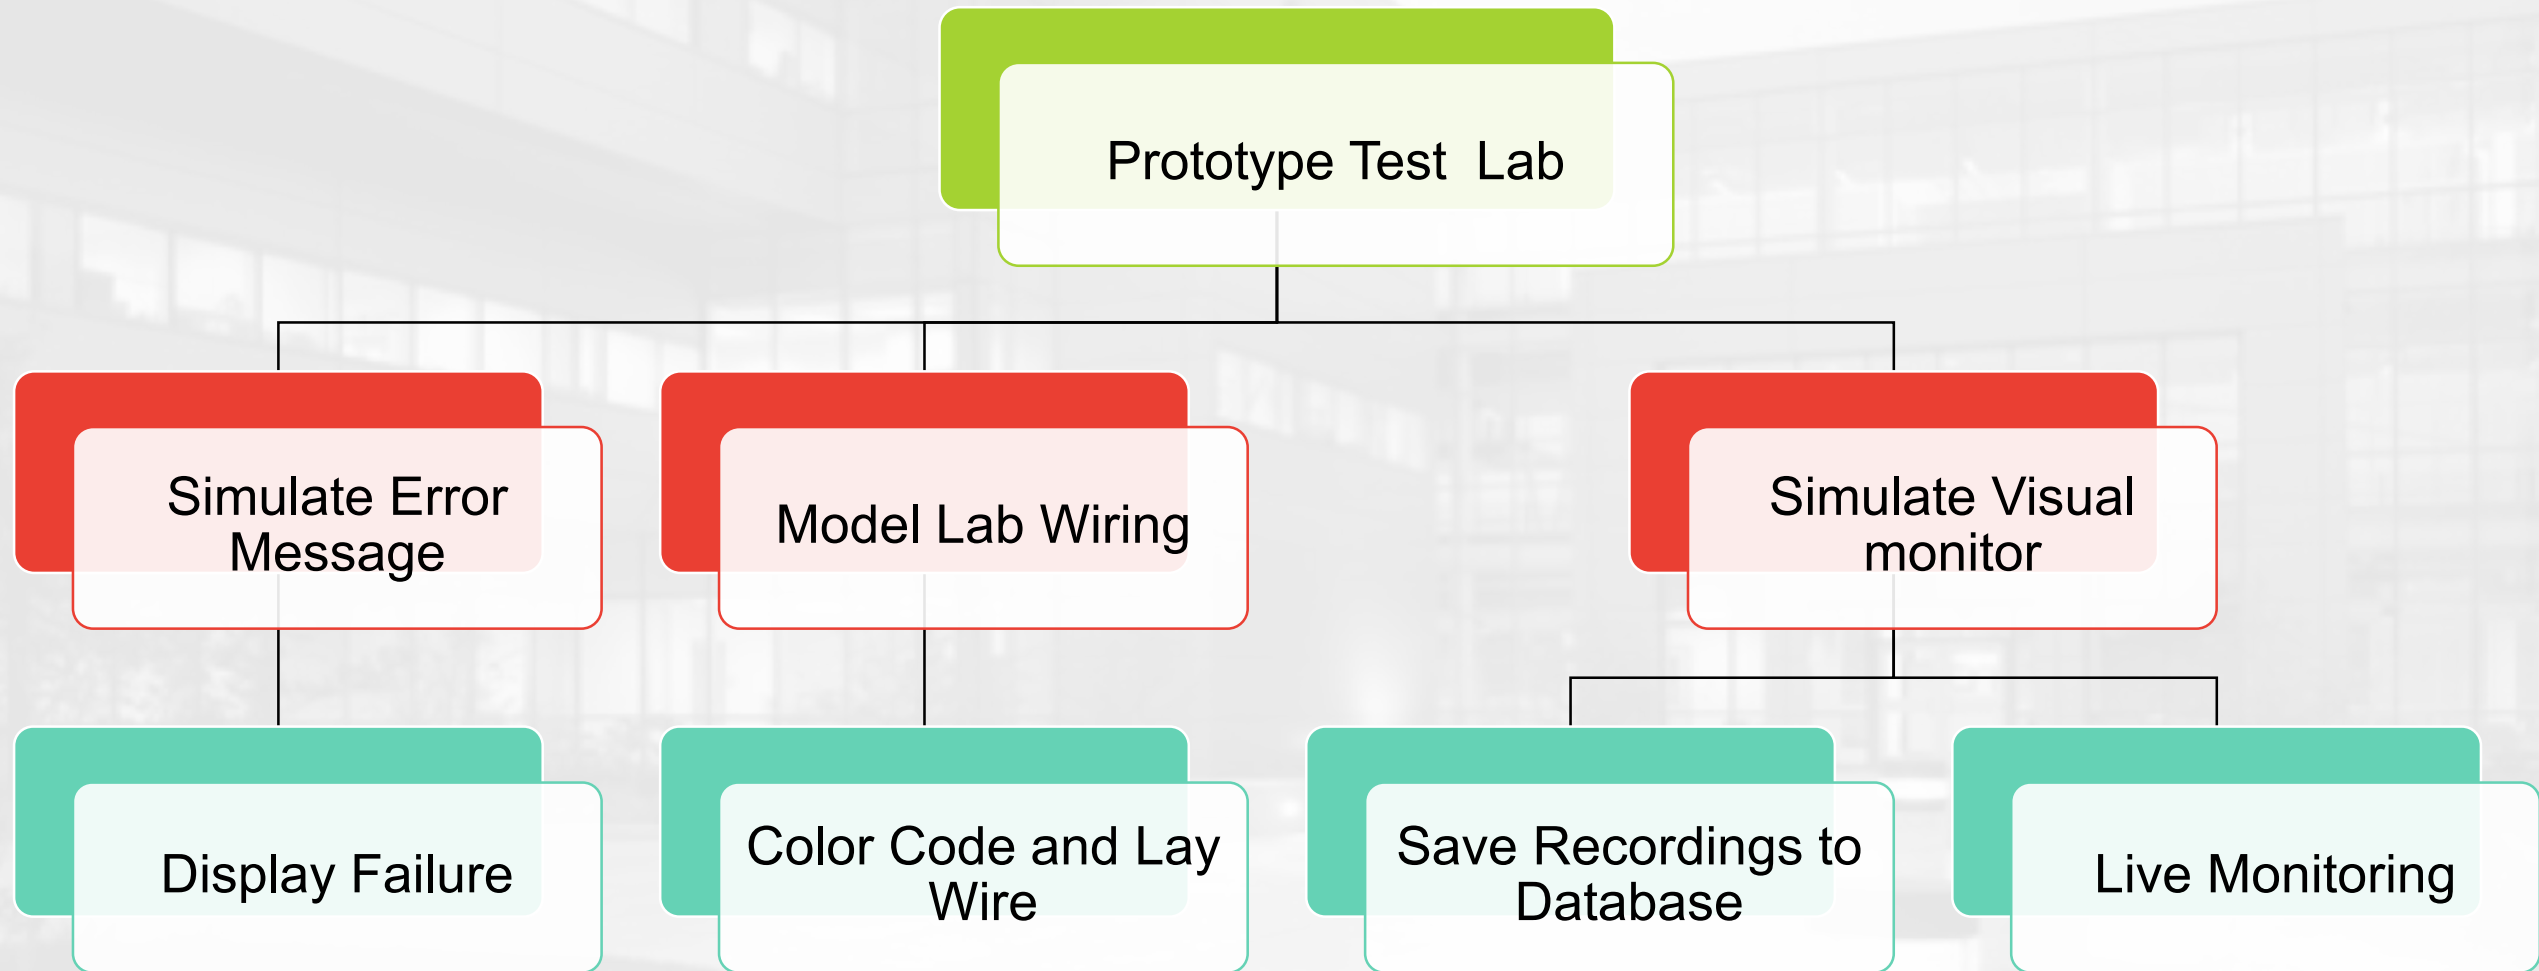 Prototype Test  Lab
Simulate Error
Message
Model Lab Wiring
Simulate Visual
monitor
Display Failure
Color Code and Lay
Wire
Save Recordings to
Database
Live Monitoring